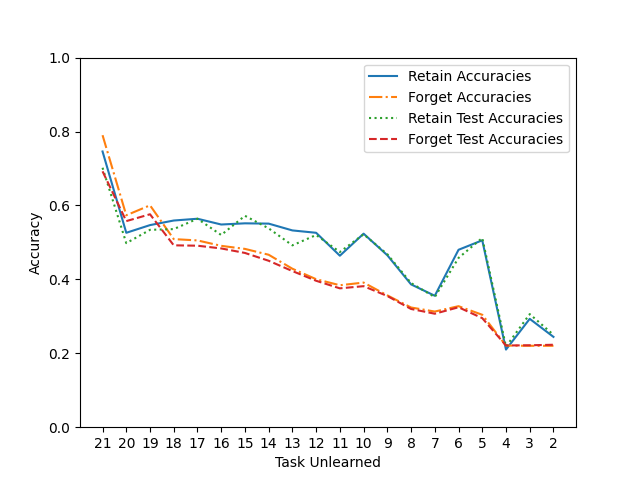 1.0
0.8
0.6
0.4
0.2
0.0
Accuracy
Retain Accuracies
Forget Accuracies
Retain Test Accuracies
Forget Test Accuracies
21 20 19 18 17 16 15 14 13 12 11 10 9 8 7 6 5 4 3 2
Task Unlearned